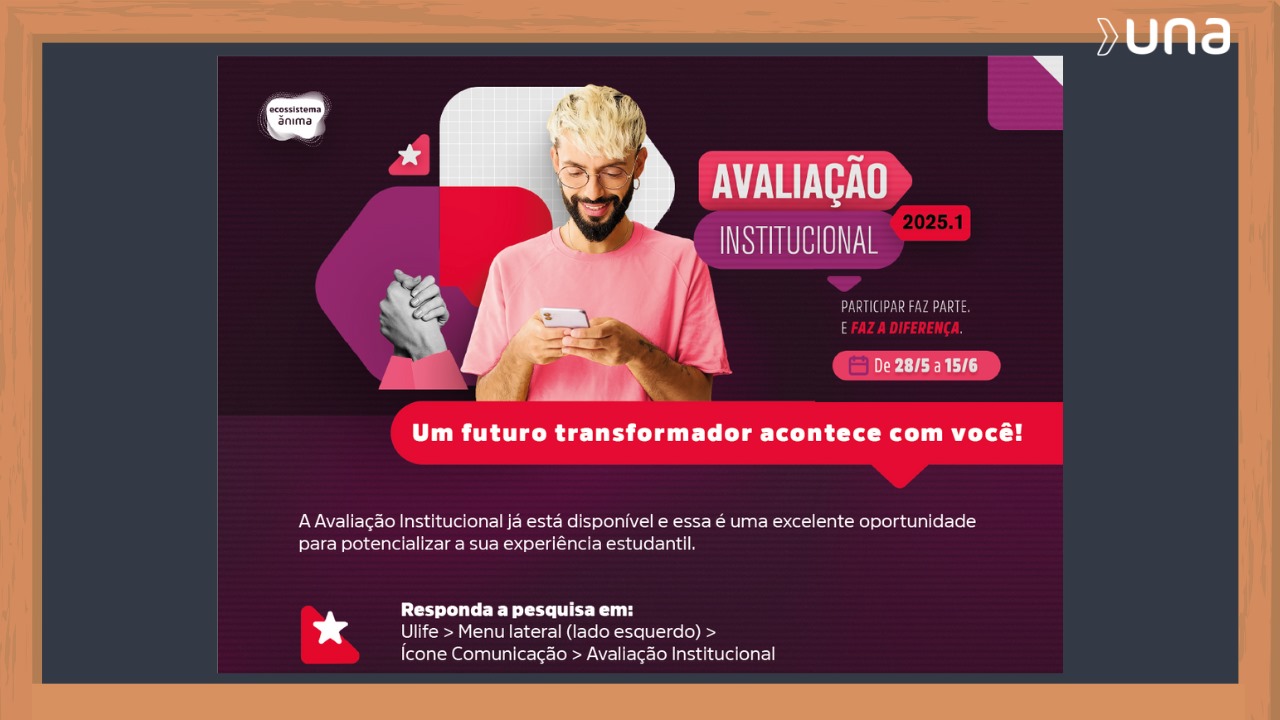 una
ecossistema
ănima
AVALIAÇÃO
INSTITUCIONAL
2025.1
PARTICIPAR FAZ PARTE.
E FAZ A DIFERENÇA.
De 28/5 a 15/6
Um futuro transformador acontece com você!
A Avaliação Institucional já está disponível e essa é uma excelente oportunidade
para potencializar a sua experiência estudantil.
Responda a pesquisa em:
Ulife > Menu lateral (lado esquerdo) >
Ícone Comunicação > Avaliação Institucional